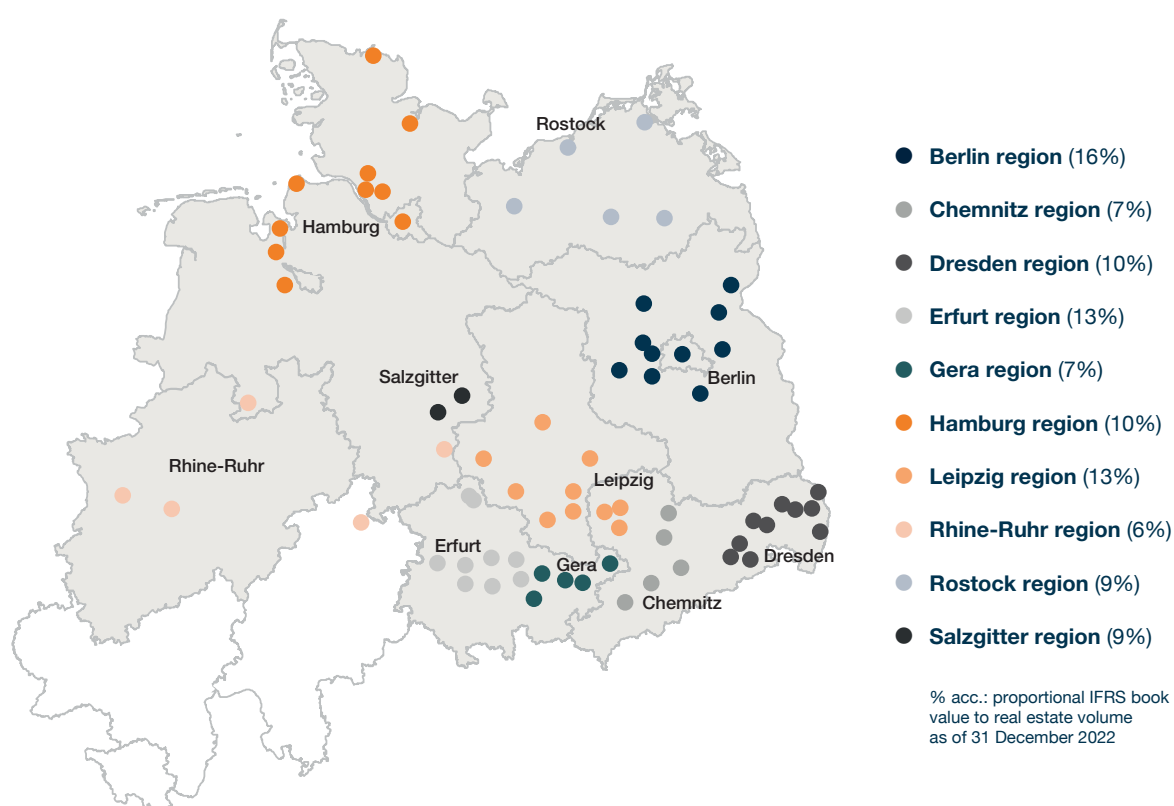 Rostock
Hamburg
Salzgitter
Berlin
Rhine-Ruhr
Leipzig
Erfurt
Gera
Dresden
Chemnitz
Berlin region (16%)
Chemnitz region (7%)
Dresden region (10%)
Erfurt region (13%)
Gera region (7%)
Hamburg region (10%)
Leipzig region (13%)
Rhine-Ruhr region (6%)
Rostock region (9%)
Salzgitter region (9%)
% acc.: proportional IFRS book
value to real estate volume
as of 31 December 2022